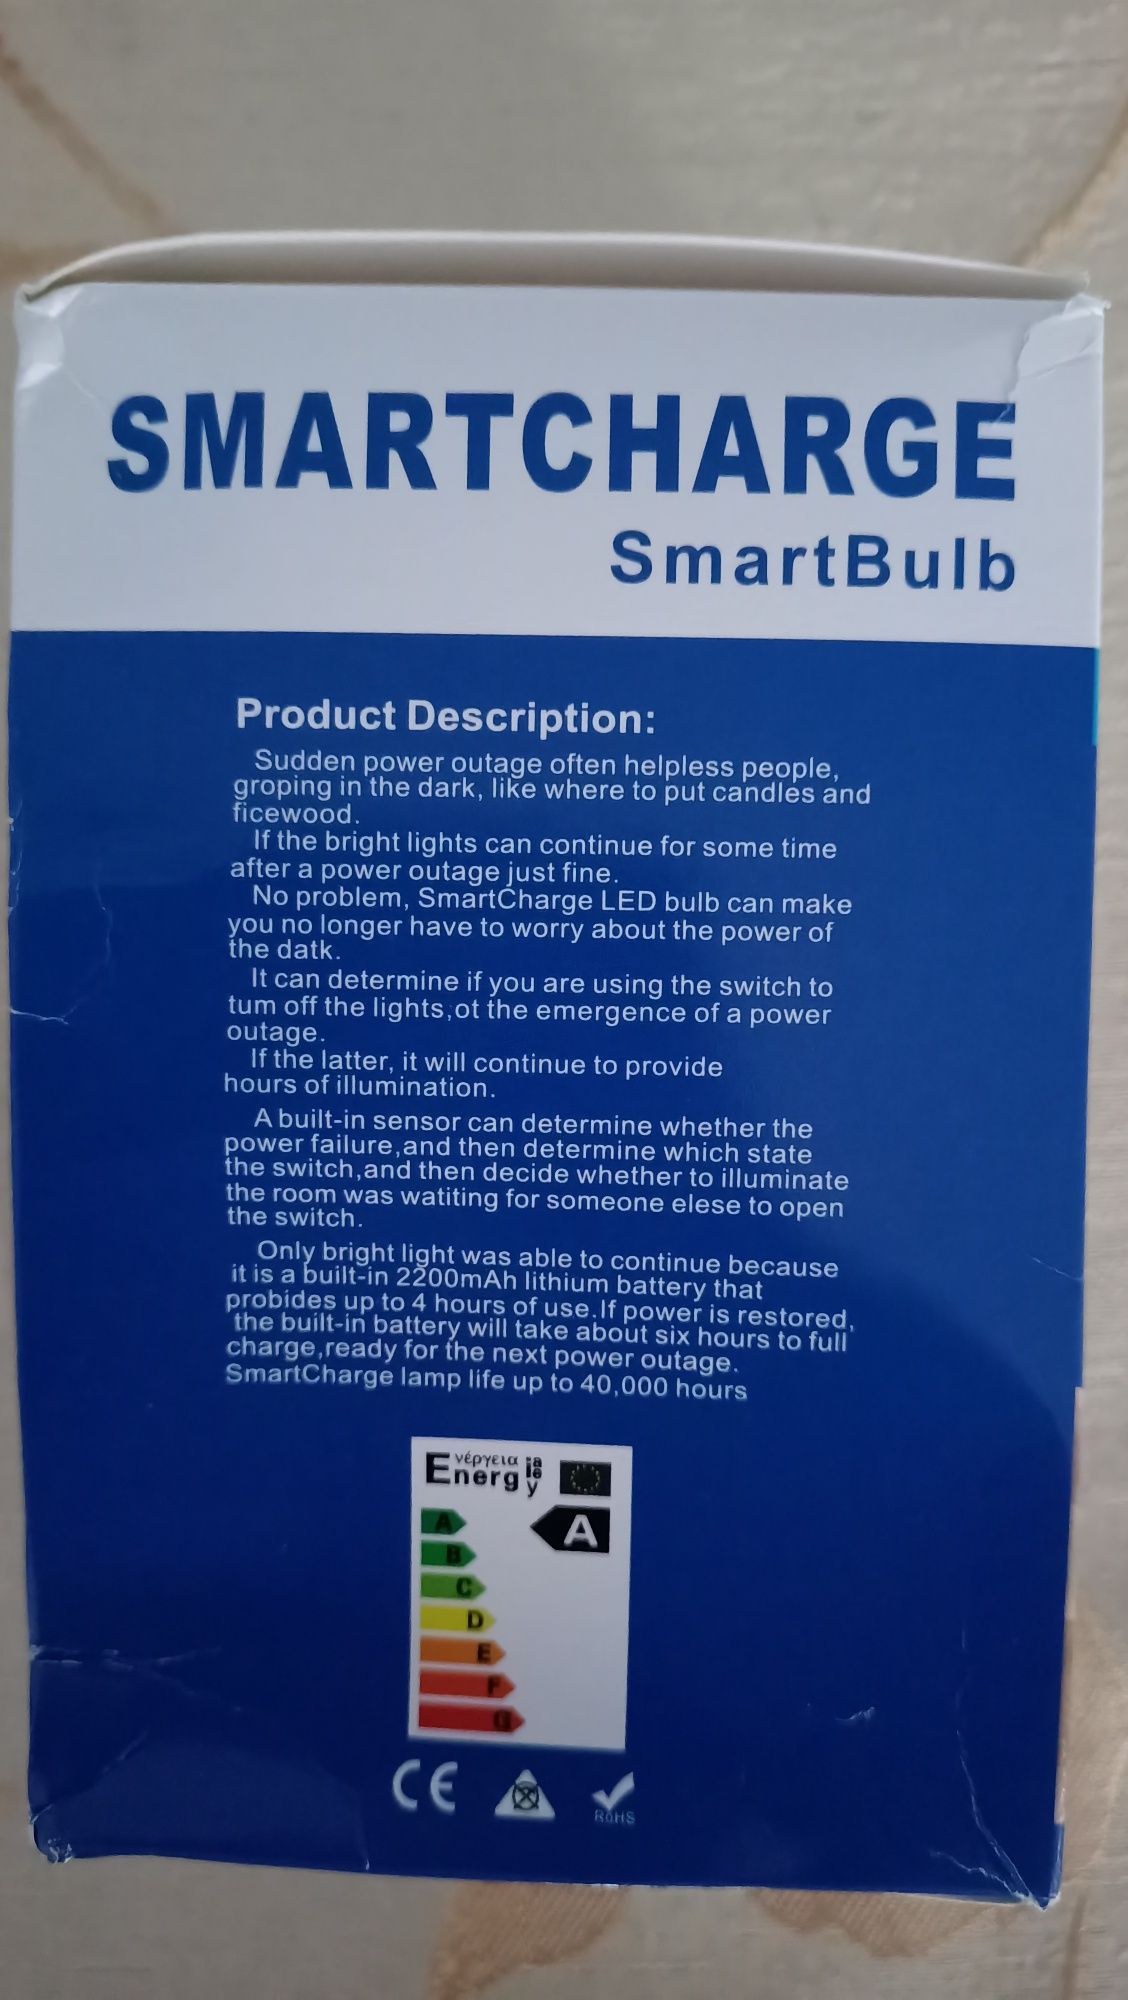 SMARTCHARGE
SmartBulb
Product Description:
Sudden power outage often helpless people,
groping in the dark, like where to put candles and
ficewood.
If the bright lights can continue for some time
after a power outage just fine.
No problem, SmartCharge LED bulb can make
you no longer have to worry about the power of
the datk.
It can determine if you are using the switch to
tum off the lights,ot the emergence of a power
outage.
If the latter, it will continue to provide
hours of illumination.
A built-in sensor can determine whether the
power failure,and then determine which state
the switch,and then decide whether to illuminate
the room was watiting for someone elese to open
the switch.
Only bright light was able to continue because
it is a built-in 2200mAh lithium battery that
probides up to 4 hours of use.If power is restored,
the built-in battery will take about six hours to full
charge,ready for the next power outage.
SmartCharge lamp life up to 40,000 hours
Energ νέργεια ia ie y
A A
B
C
D
E
F
G
CE
RoHS